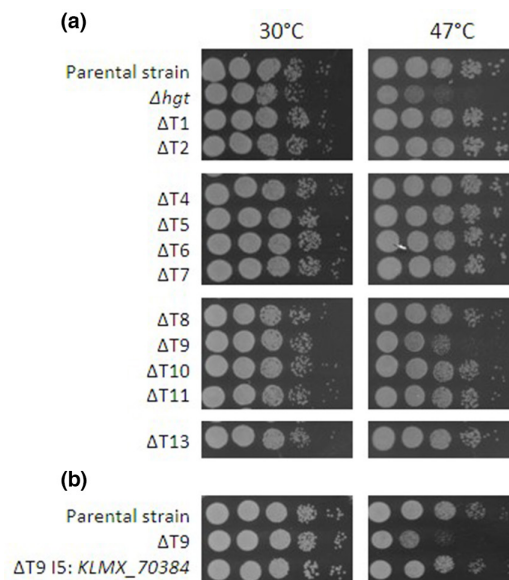 (a)
30°C 47°C
Parental strain
Δhgt
ΔT1
ΔT2
ΔT4
ΔT5
ΔT6
ΔT7
ΔT8
ΔT9
ΔT10
ΔT11
ΔT13
(b)
Parental strain
ΔT9
ΔT9 I5: KLMX_70384